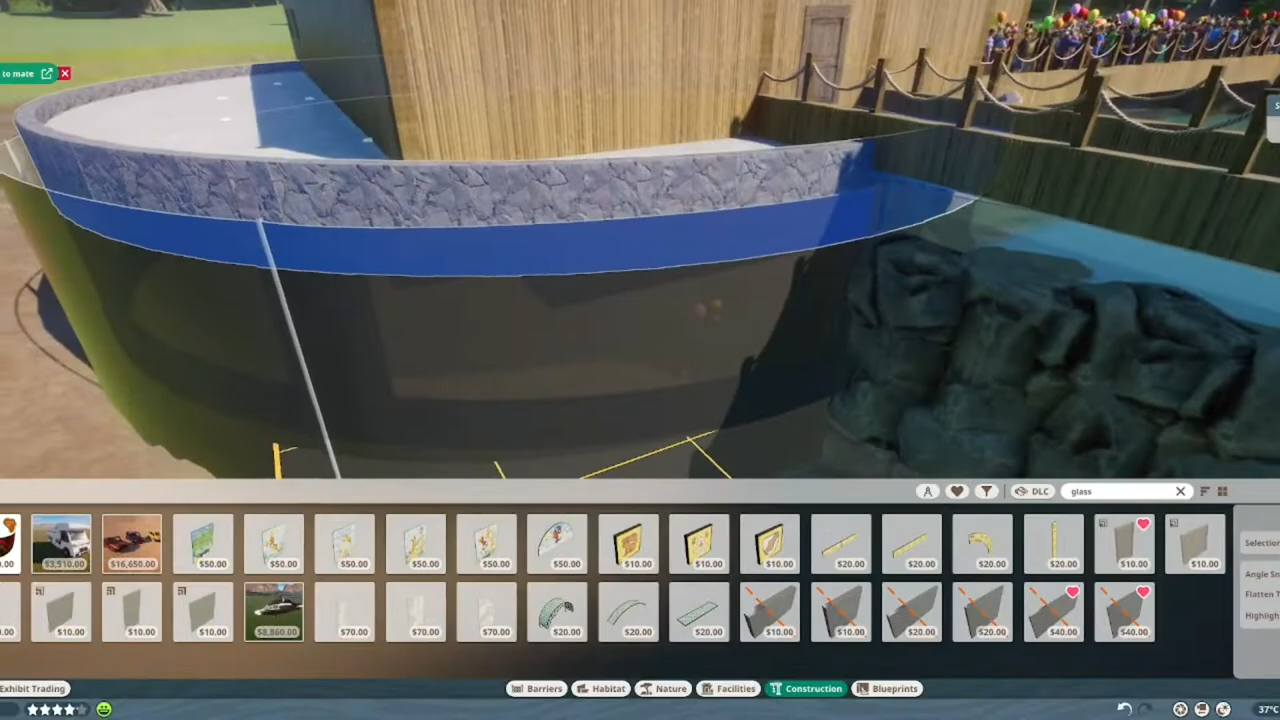 to mate
DLC
glass
$3,510.00
$16,650.00
$50.00
$50.00
$50.00
$50.00
$50.00
$50.00
$10.00
$10.00
$10.00
$20.00
$20.00
$20.00
$20.00
$10.00
$10.00
$10.00
$10.00
$10.00
$8,860.00
$70.00
$70.00
$70.00
$20.00
$20.00
$20.00
$10.00
$10.00
$20.00
$20.00
$40.00
$40.00
Selection
Angle Sn
Flatten T
Highligh
Exhibit Trading
Barriers
Habitat
Nature
Facilities
Construction
Blueprints
37°C